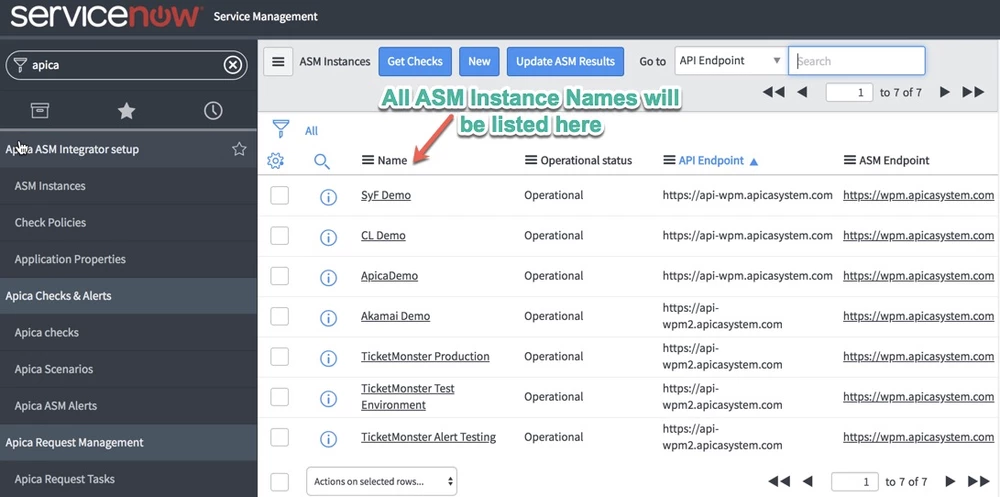 servicenow Service Management
apica
Apica ASM Integrator setup
ASM Instances
Check Policies
Application Properties
Apica Checks & Alerts
Apica checks
Apica Scenarios
Apica ASM Alerts
Apica Request Management
Apica Request Tasks
ASM Instances Get Checks New Update ASM Results Go to API Endpoint Search
1 to 7 of 7
All ASM Instance Names will
be listed here
All
Name Operational status API Endpoint ASM Endpoint
SyF Demo Operational https://api-wpm.apicasystem.com https://wpm.apicasystem.com
CL Demo Operational https://api-wpm.apicasystem.com https://wpm.apicasystem.com
ApicaDemo Operational https://api-wpm.apicasystem.com https://wpm.apicasystem.com
Akamai Demo Operational https://api-
wpm2.apicasystem.com https://wpm.apicasystem.com
TicketMonster Production Operational https://api-
wpm2.apicasystem.com https://wpm.apicasystem.com
TicketMonster Test
Environment Operational https://api-
wpm2.apicasystem.com https://wpm.apicasystem.com
TicketMonster Alert Testing Operational https://api-
wpm2.apicasystem.com https://wpm.apicasystem.com
Actions on selected rows... 1 to 7 of 7